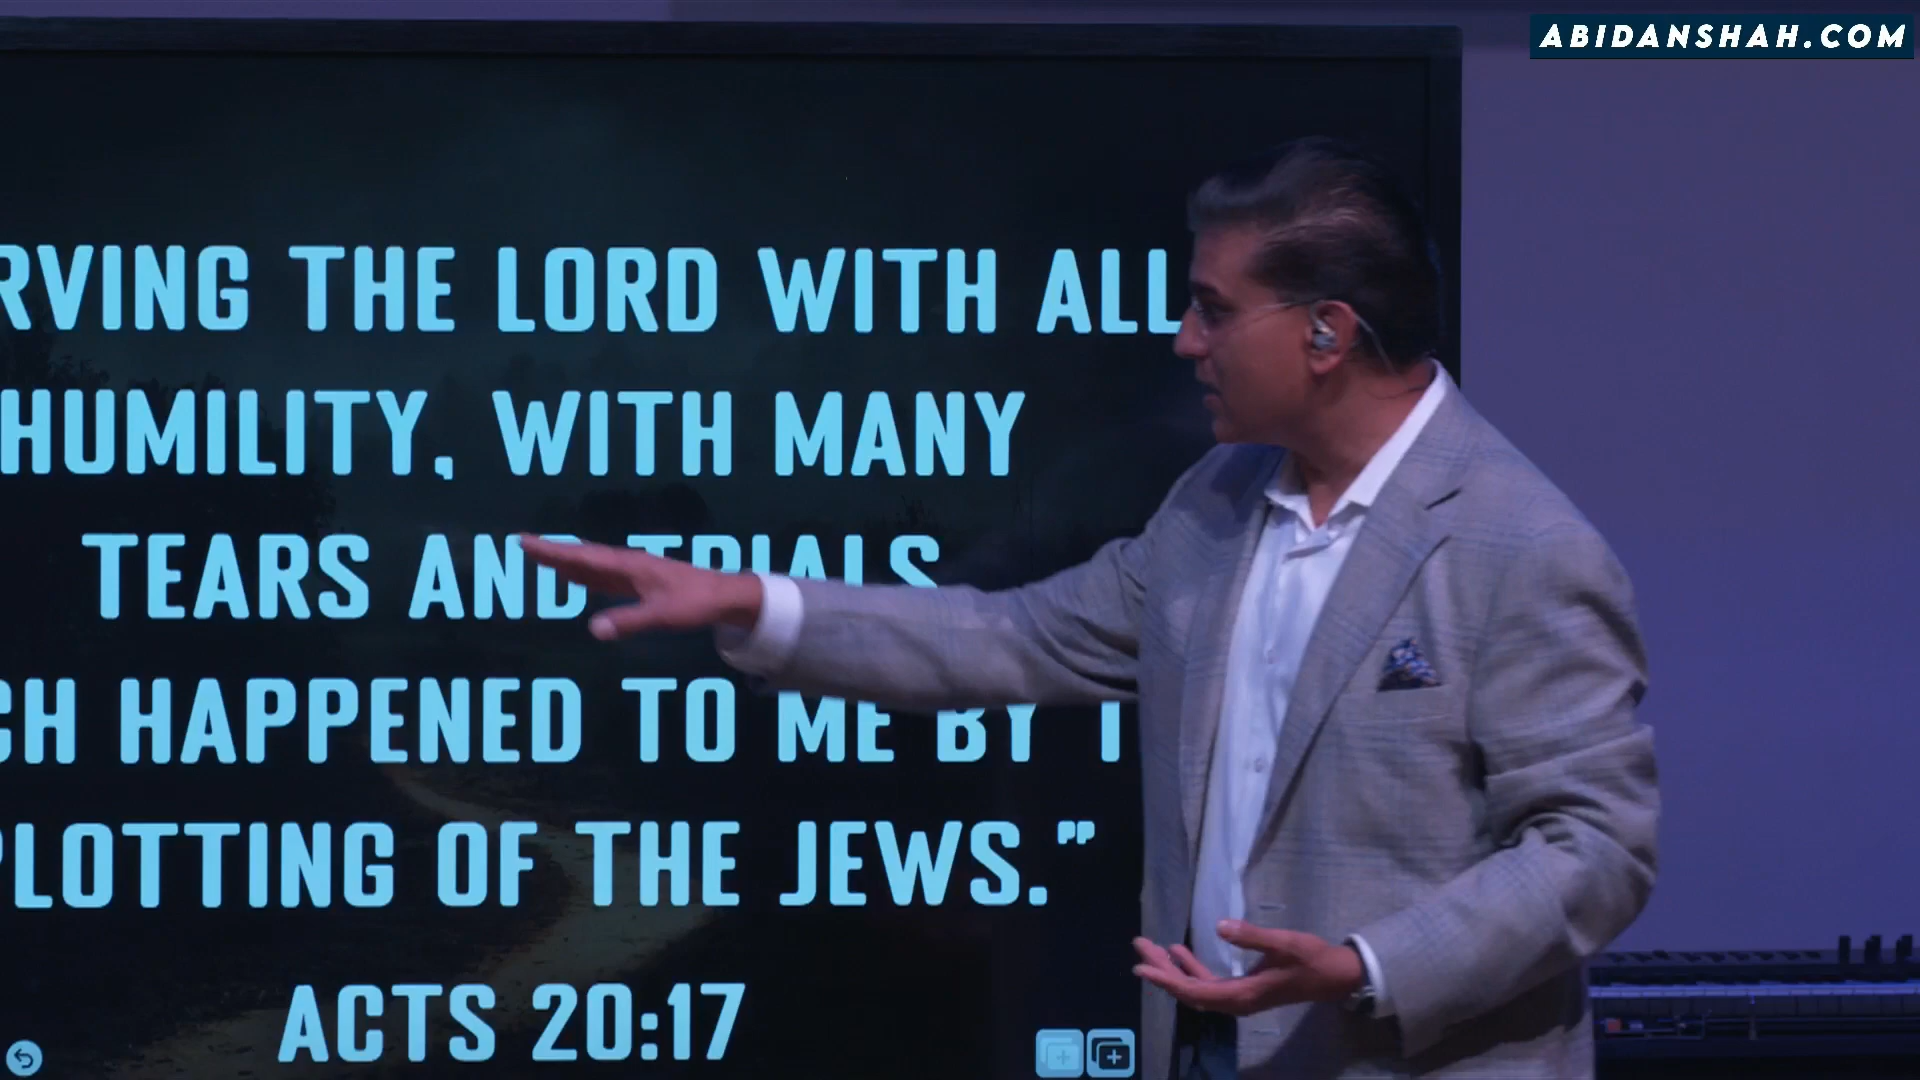 ABIDANSHAH.COM
RVING THE LORD WITH ALL
HUMILITY, WITH MANY
TEARS AND TRIALS
CH HAPPENED TO ME BY T
PLOTTING OF THE JEWS.”
ACTS 20:17